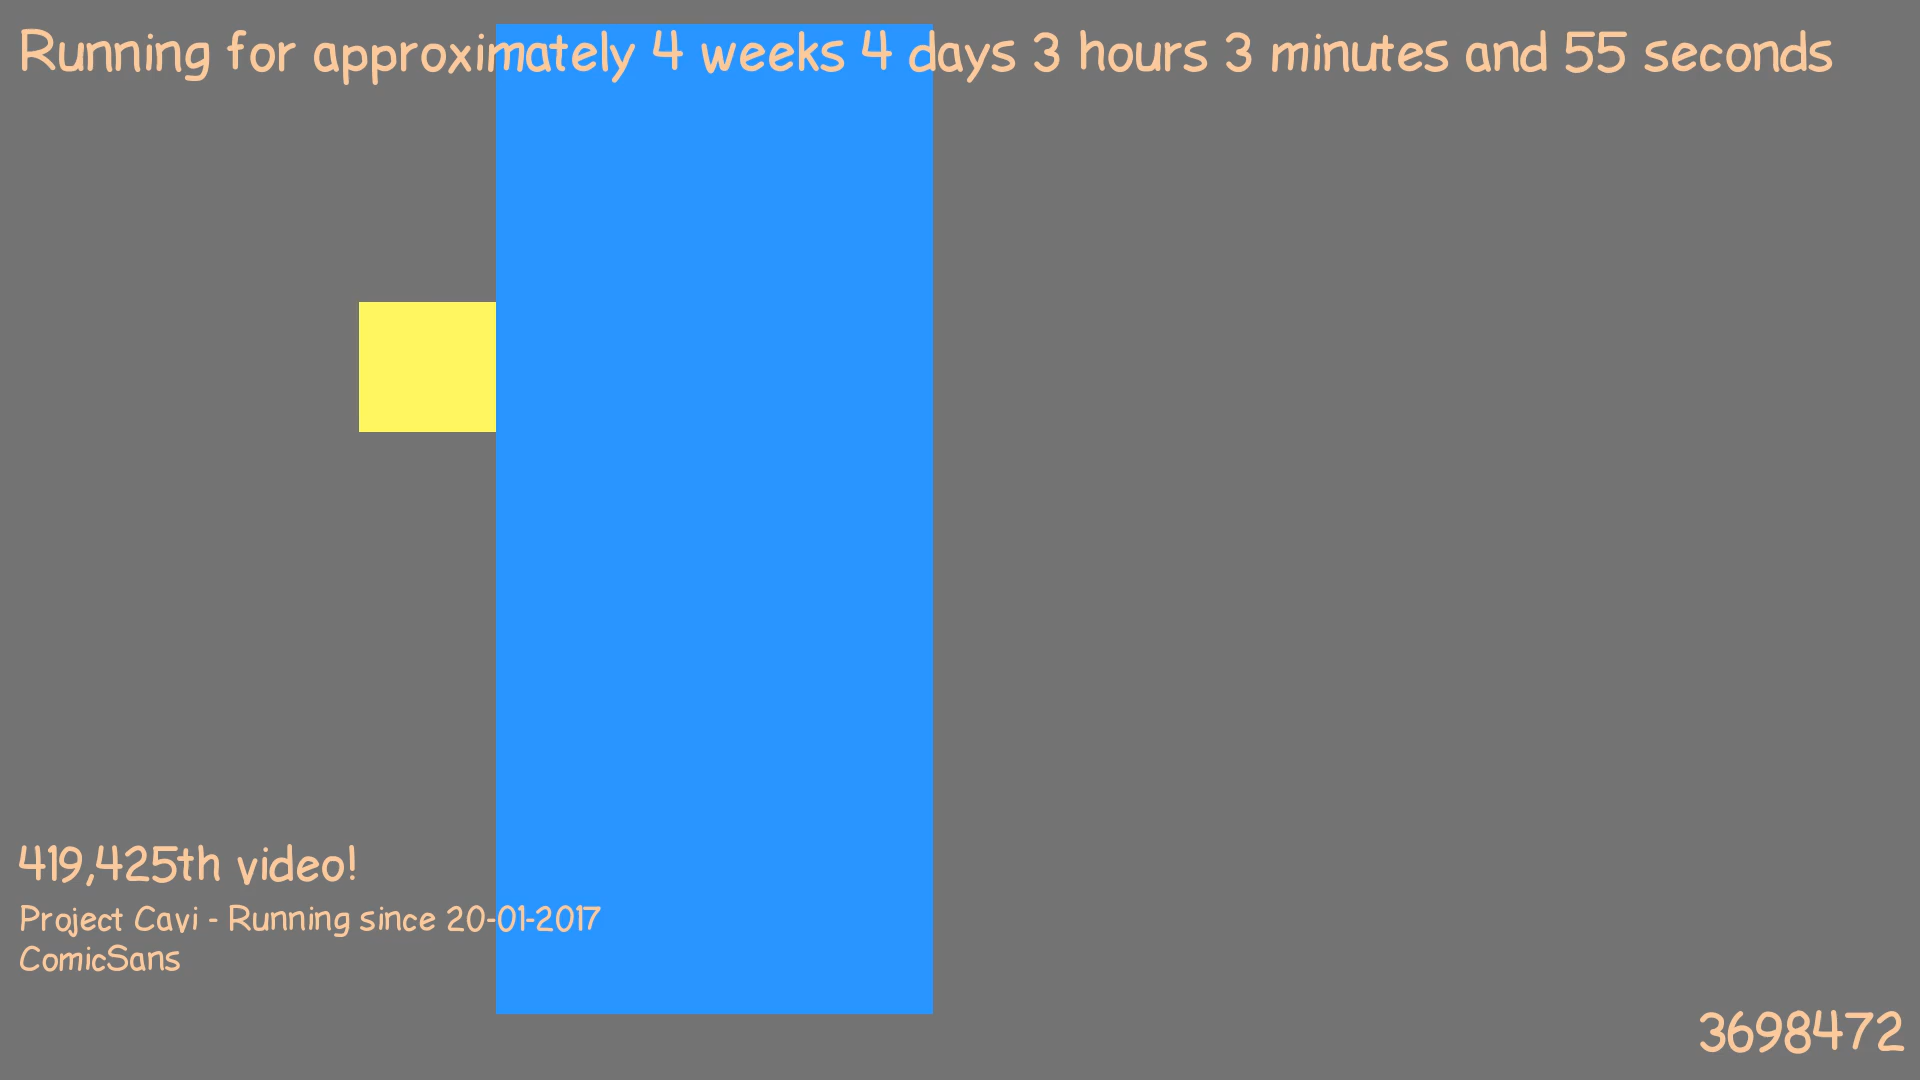 Running for approximately 4 weeks 4 days 3 hours 3 minutes and 55 seconds
419,425th video!
Project Cavi - Running since 20-01-2017
ComicSans
3698472